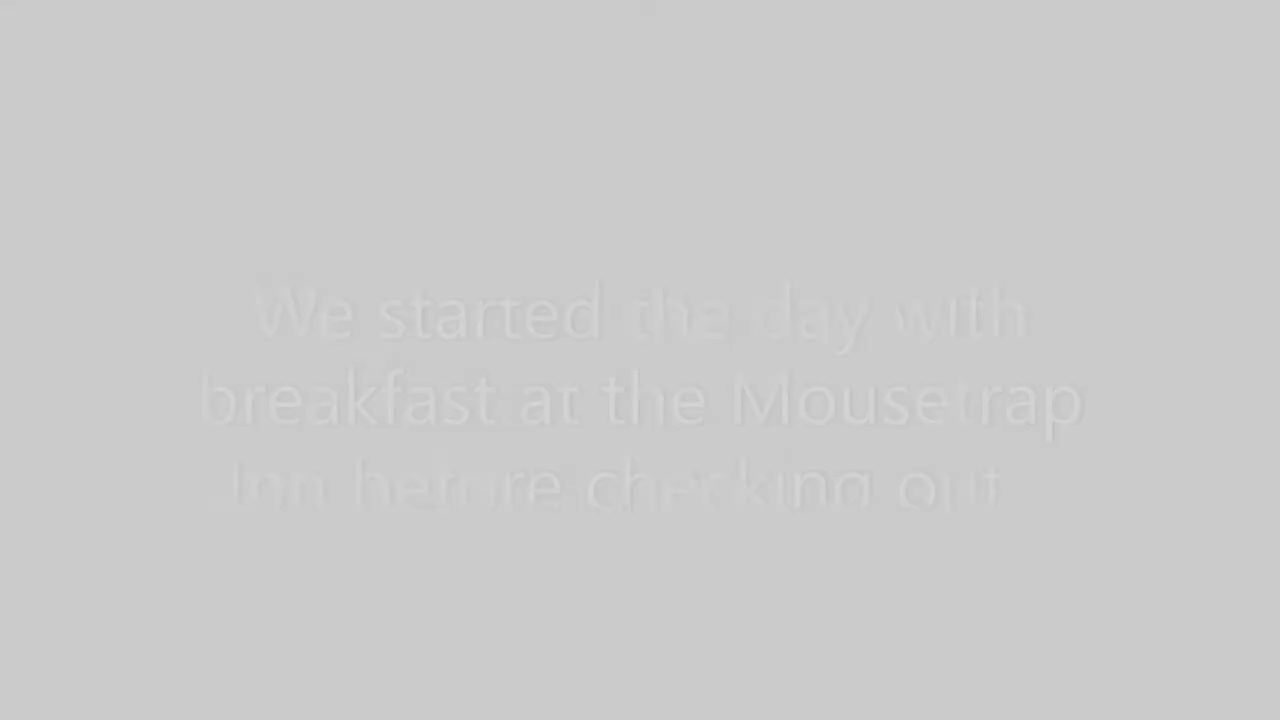 We started the day with
breakfast at the Mousetrap
Inn before checking out